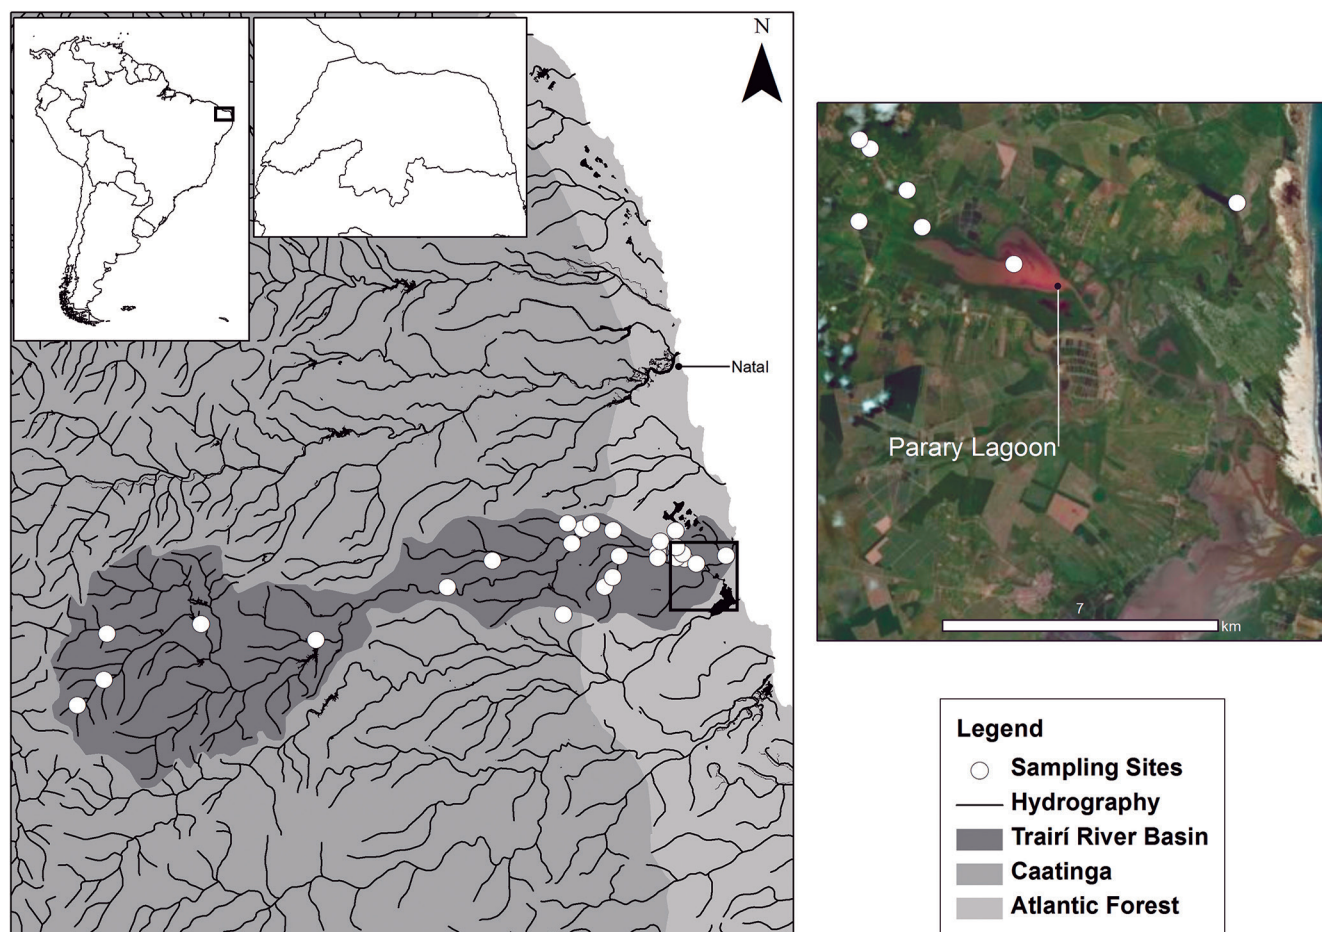 N
Natal
Parary Lagoon
7
km
Legend
Sampling Sites
Hydrography
Trairí River Basin
Caatinga
Atlantic Forest